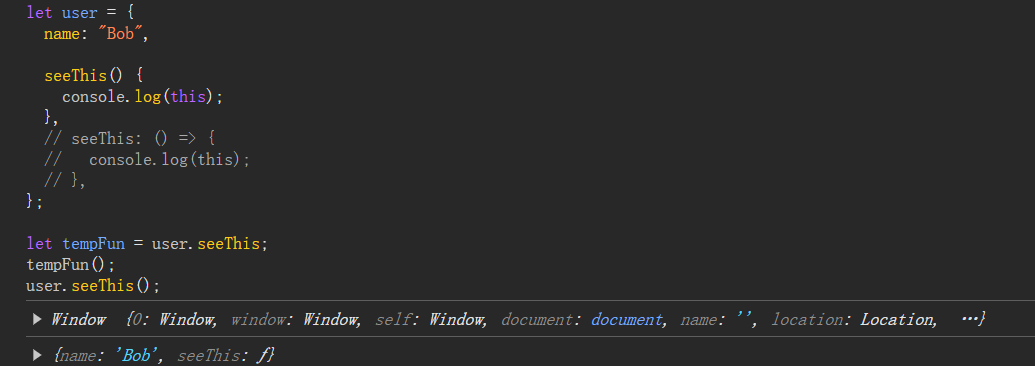 let user = {
name: "Bob",
seeThis() {
console.log(this);
},
// seeThis: () => {
//   console.log(this);
// },
};
let tempFun = user.seeThis;
tempFun();
user.seeThis();
▶ Window {0: Window, window: Window, self: Window, document: document, name: '', location: Location, …}
▶ {name: 'Bob', seeThis: ƒ}